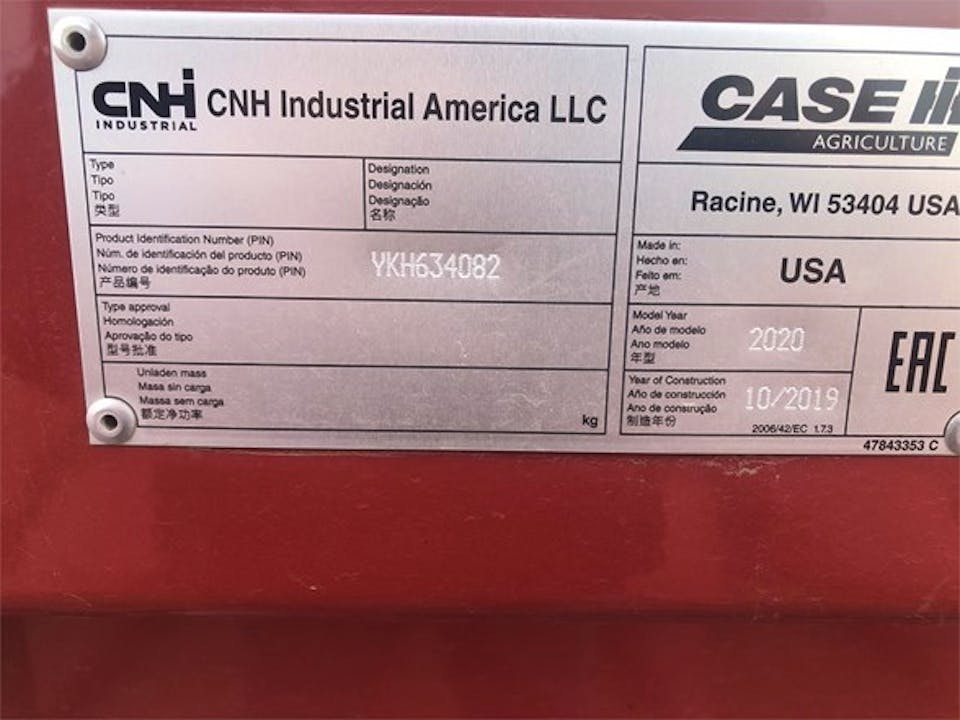 CNH
INDUSTRIAL
CNH Industrial America LLC
Type
Tipo
Tipo
类型
Designation
Designación
Designação
名称
Product Identification Number (PIN)
Núm. de identificación del producto (PIN)
Número de identificação do produto (PIN)
产品编号
YKH634082
Type approval
Homologación
Aprovação do tipo
型号批准
Unladen mass
Masa sin carga
Massa sem carga
额定净功率
kg
CASE IH
AGRICULTURE
Racine, WI 53404 USA
Made in:
Hecho en:
Feito em:
产地
USA
Model Year
Año de modelo
Ano modelo
年型
2020
Year of Construction
Año de construcción
Ano de consrução
制造年份
10/2019
2006/42/EC 1.7.3
EAC
47843353 C